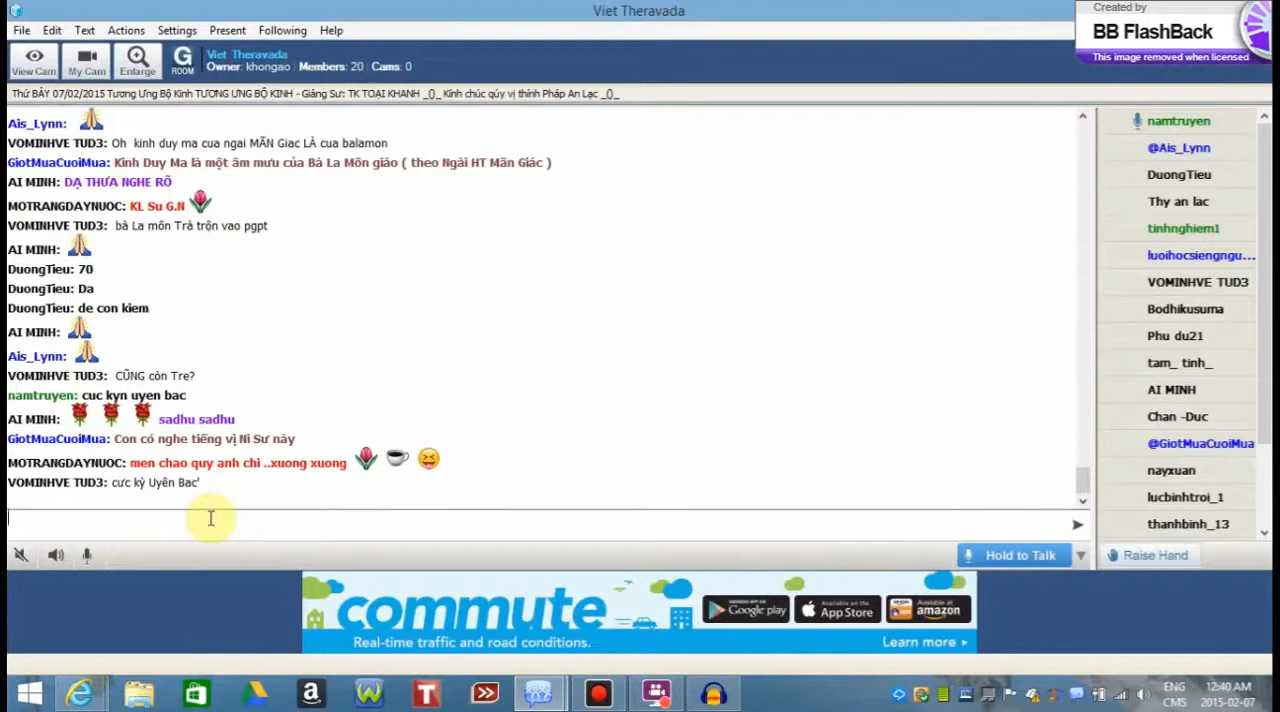 Viet Theravada
Created by
BB FlashBack
This image removed when licensed
File Edit Text Actions Settings Present Following Help
View Cam My Cam Enlarge G ROOM
Viet Theravada
Owner: khongao Members: 20 Cams: 0
Thứ BẢY 07/02/2015 Tương Ưng Bộ Kinh TƯƠNG ƯNG BỘ KINH - Giảng Sư: TK TOẠI KHANH _()_ Kính chúc qúy vị thính Pháp An Lạc _()_
Ais_Lynn:
VOMINHVE TUD3: Oh kinh duy ma cua ngai MÃN Giac LÀ cua balamon
GiotMuaCuoiMua: Kinh Duy Ma là một âm mưu của Bà La Môn giáo ( theo Ngài HT Mãn Giác )
AI MINH: DẠ THƯA NGHE RÕ
MOTRANGDAYNUOC: KL Su G.N
VOMINHVE TUD3: bà La môn Trà trộn vao pgpt
AI MINH:
DuongTieu: 70
DuongTieu: Da
DuongTieu: de con kiem
AI MINH:
Ais_Lynn:
VOMINHVE TUD3: CŨNG còn Tre?
namtruyen: cuc kyn uyen bac
AI MINH: sadhu sadhu
GiotMuaCuoiMua: Con có nghe tiếng vị Ni Sư này
MOTRANGDAYNUOC: men chao quy anh chi ..xuong xuong
VOMINHVE TUD3: cưc kỳ Uyên Bac'
namtruyen
@Ais_Lynn
DuongTieu
Thy an lac
tinhnghiem1
luoihocsiengngu...
VOMINHVE TUD3
Bodhikusuma
Phu du21
tam_ tinh_
AI MINH
Chan -Duc
@GiotMuaCuoiMua
nayxuan
lucbinhtroi_1
thanhbinh_13
Hold to Talk
Raise Hand
commute
Real-time traffic and road conditions.
Google play
Available on the App Store
Available at amazon
Learn more
ENG 12:40 AM
CMS 2015-02-07